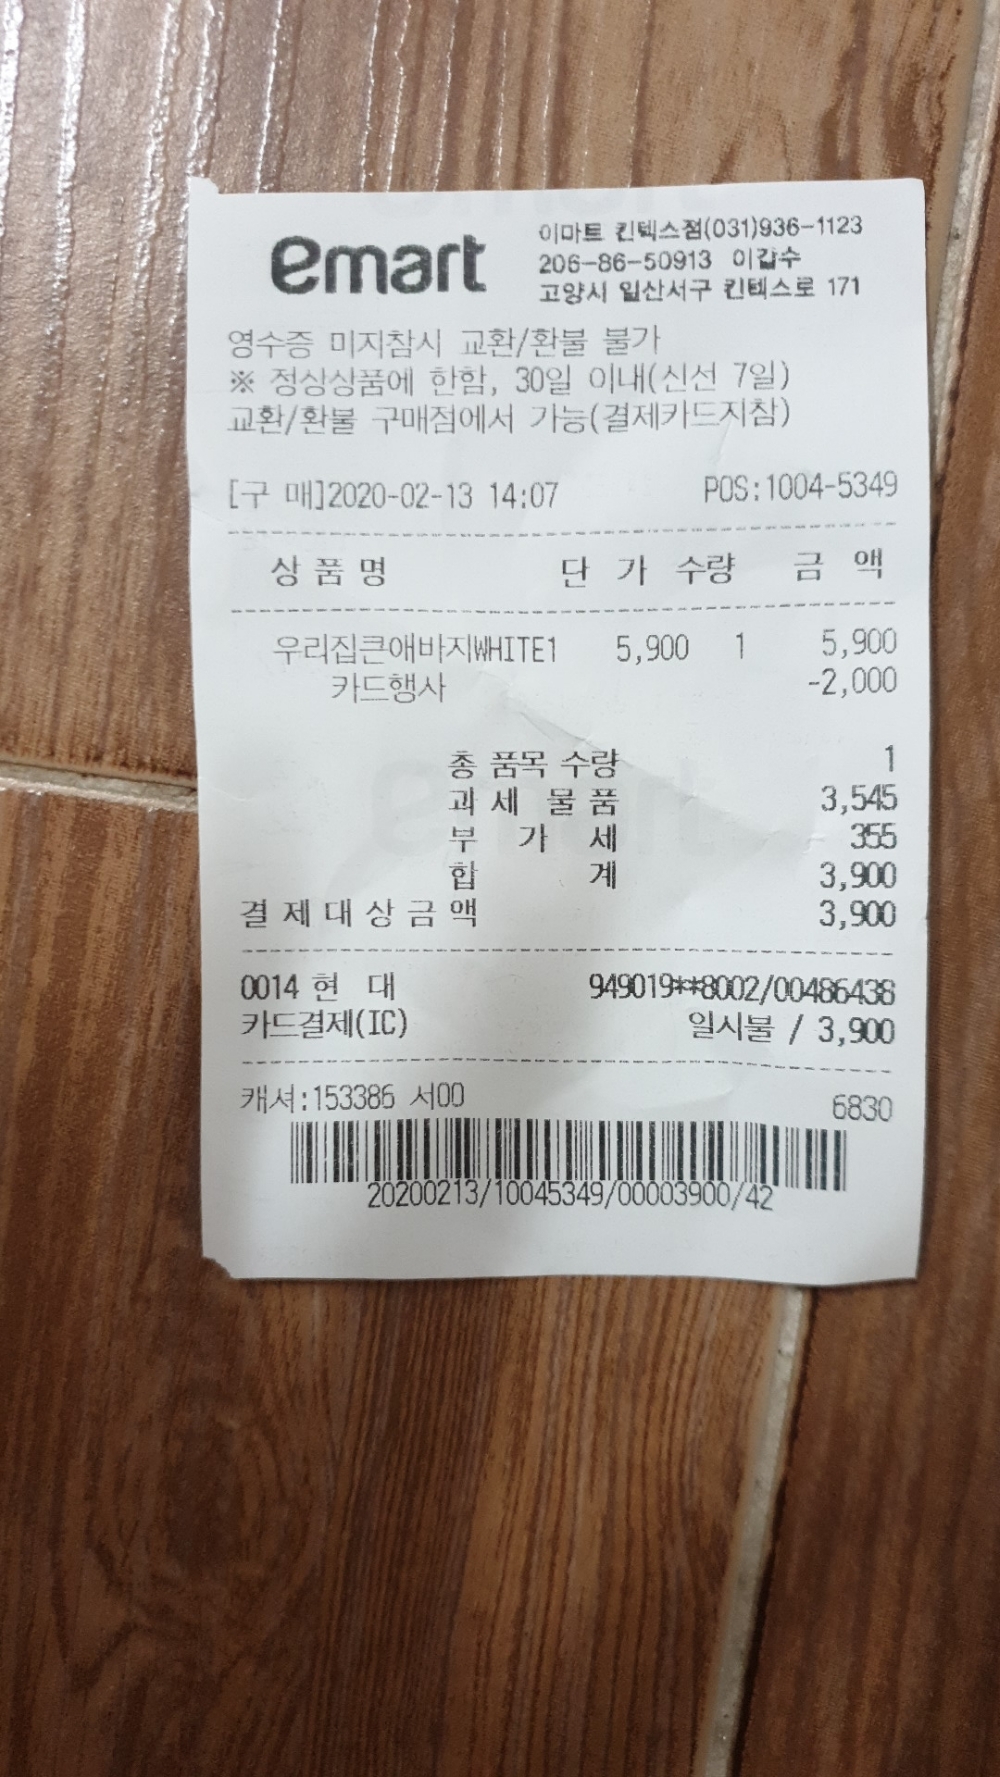 emart
이마트 킨텍스점(031)936-1123
206-86-50913 이갑수
고양시 일산서구 킨텍스로 171
영수증 미지참시 교환/환불 불가
※ 정상상품에 한함, 30일 이내(신선 7일)
교환/환불 구매점에서 가능(결제카드지참)
[구 매]2020-02-13 14:07 POS:1004-5349
상 품 명 단 가 수량 금 액
우리집큰애바지WHITE1 5,900 1 5,900
카드행사 -2,000
총 품목 수량 1
과 세 물 품 3,545
부 가 세 355
합 계 3,900
결 제 대 상 금 액 3,900
0014 현 대 949019**8002/00486438
카드결제(IC) 일시불 / 3,900
캐셔:153386 서00 6830
20200213/10045349/00003900/42